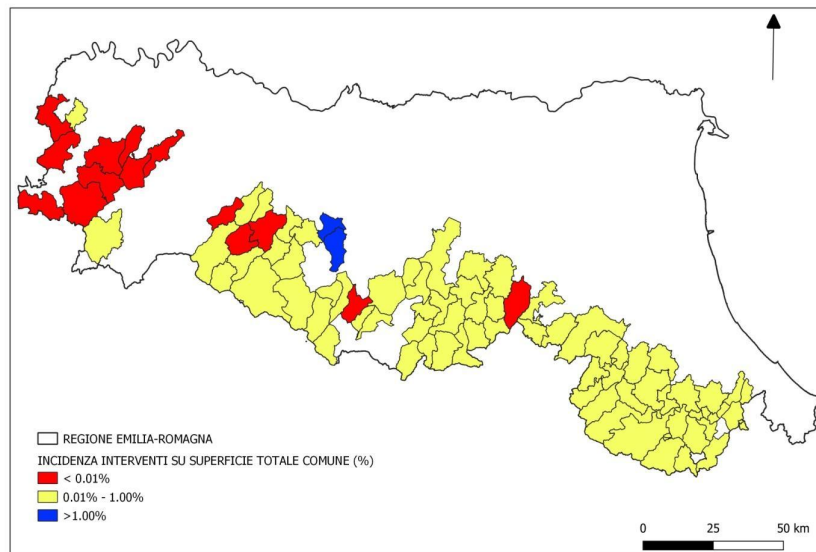 REGIONE EMILIA-ROMAGNA
INCIDENZA INTERVENTI SU SUPERFICIE TOTALE COMUNE (%)
< 0.01%
0.01% - 1.00%
>1.00%
0 25 50 km